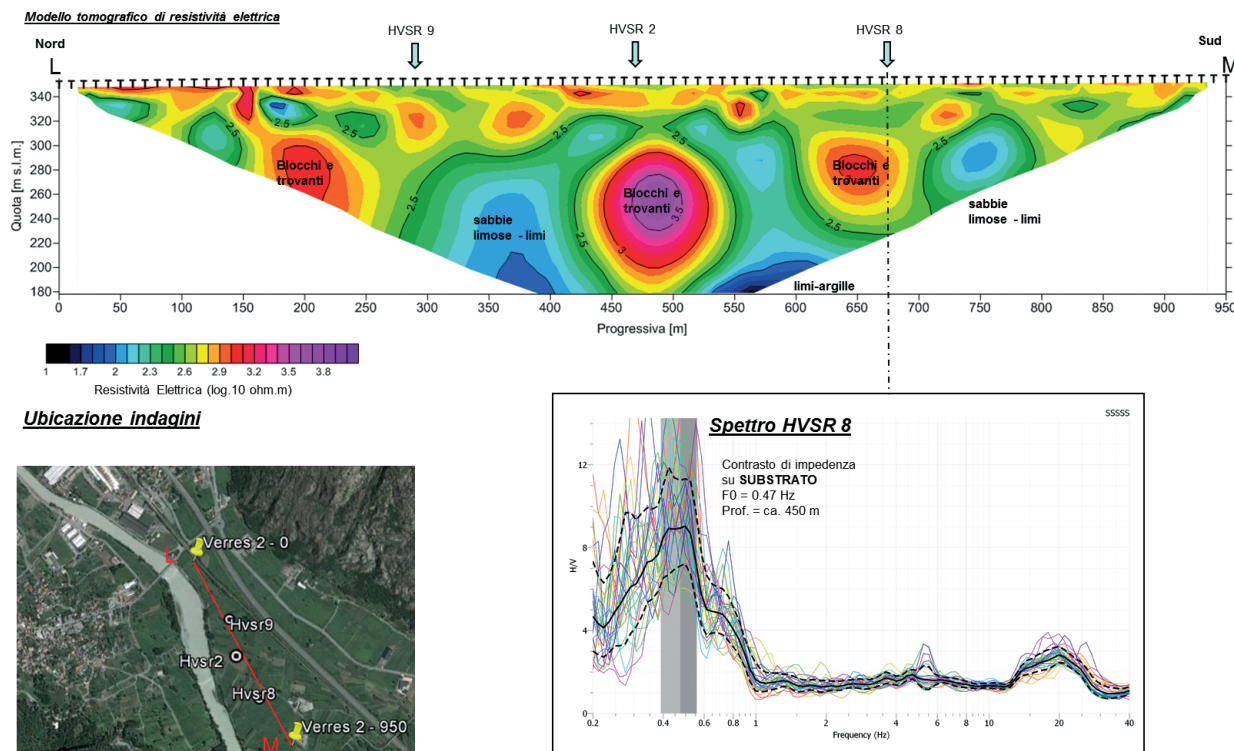 Modello tomografico di resistività elettrica
HVSR 9
HVSR 2
HVSR 8
Nord
Sud
L
M
Quota [m s.l.m.]
340
320
300
280
260
240
220
200
180
2.5
2.5
2.5
2.5
2.5
2.5
2.5
2.5
2.5
3
3.5
Blocchi e
trovanti
Blocchi e
trovanti
Blocchi e
trovanti
sabbie
limose - limi
sabbie
limose - limi
limi-argille
0 50 100 150 200 250 300 350 400 450 500 550 600 650 700 750 800 850 900 950
Progressiva [m]
1 1.7 2 2.3 2.6 2.9 3.2 3.5 3.8
Resistività Elettrica (log.10 ohm.m)
Ubicazione indagini
L
Verres 2 - 0
Hvsr9
Hvsr2
Hvsr8
Verres 2 - 950
M
Spettro HVSR 8
SSSSS
Contrasto di impedenza
su SUBSTRATO
F0 = 0.47 Hz
Prof. = ca. 450 m
H/V
12
8
4
0
0.2 0.4 0.6 0.8 1 2 4 6 8 10 20 40
Frequency (Hz)